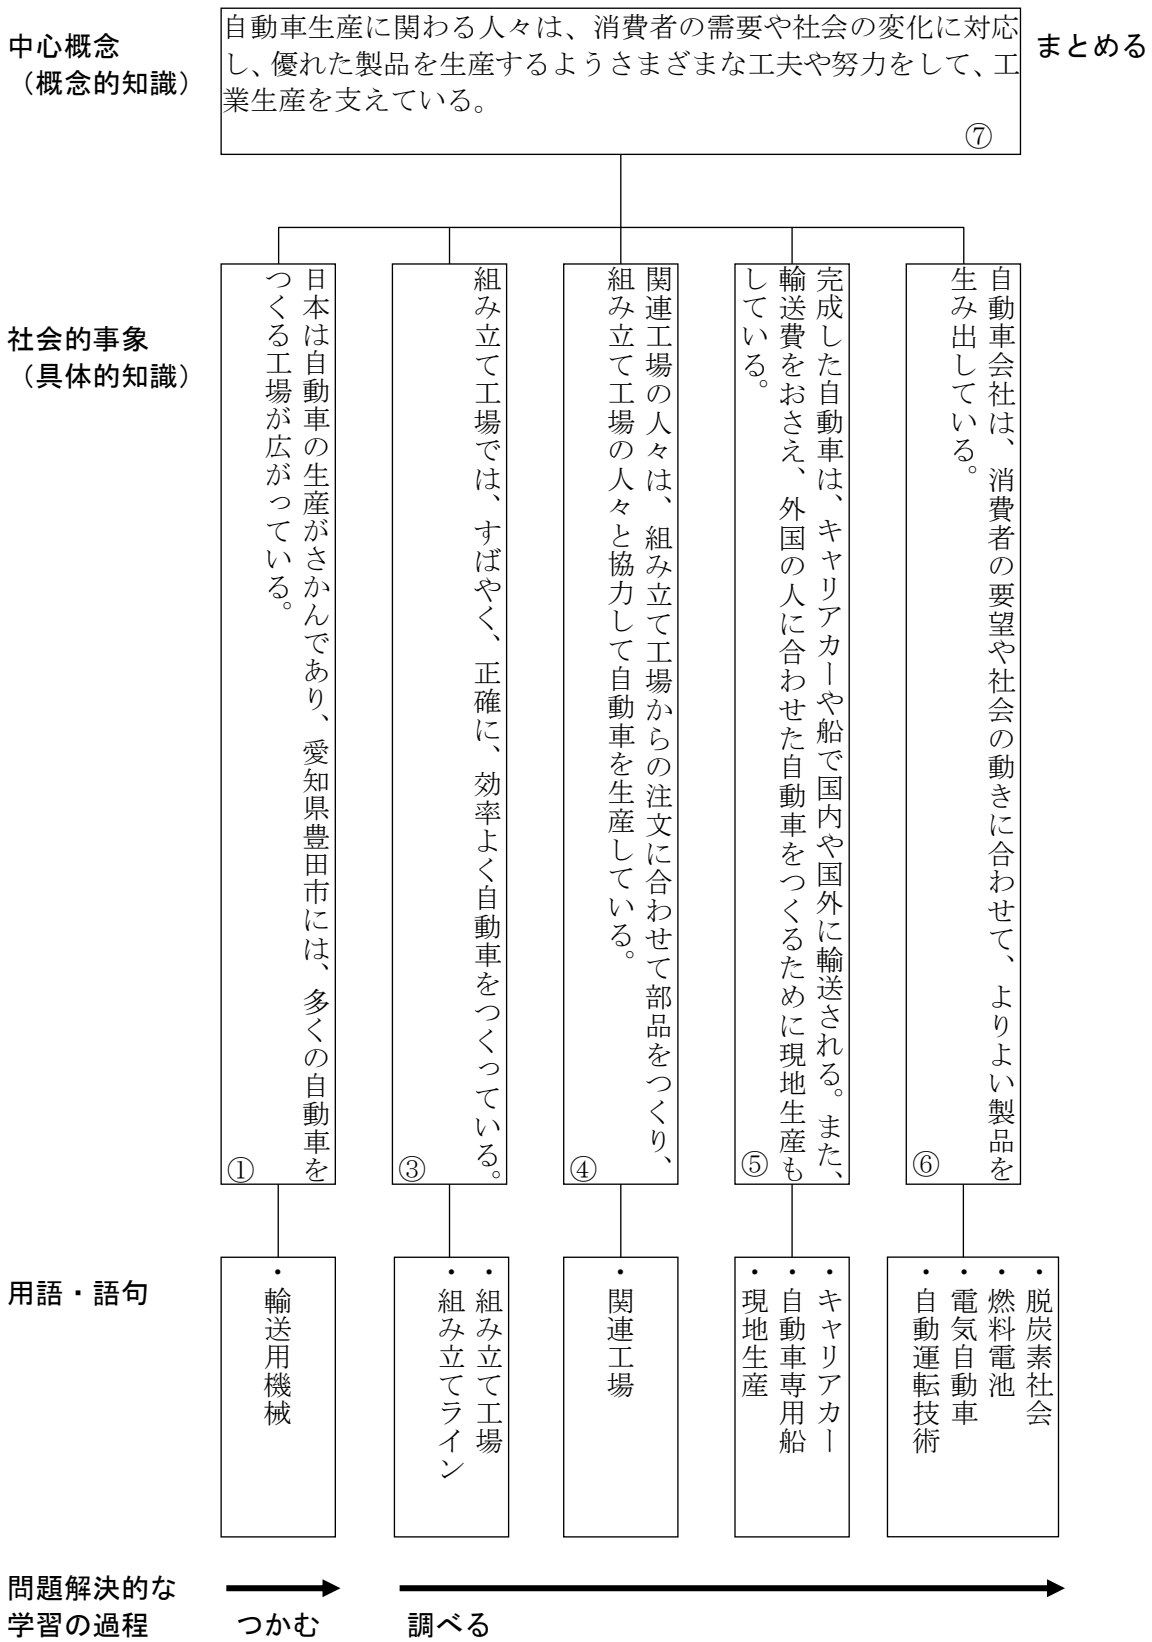 中心概念
（概念的知識）
自動車生産に関わる人々は、消費者の需要や社会の変化に対応
し、優れた製品を生産するようさまざまな工夫や努力をして、工
業生産を支えている。
⑦
まとめる
社会的事象
（具体的知識）
日本は自動車の生産がさかんであり、愛知県豊田市には、多くの自動車を
つくる工場が広がっている。
①
組み立て工場では、すばやく、正確に、効率よく自動車をつくっている。
③
関連工場の人々は、組み立て工場からの注文に合わせて部品をつくり、
組み立て工場の人々と協力して自動車を生産している。
④
完成した自動車は、キャリアカーや船で国内や国外に輸送される。また、
輸送費をおさえ、外国の人に合わせた自動車をつくるために現地生産も
している。
⑤
自動車会社は、消費者の要望や社会の動きに合わせて、よりよい製品を
生み出している。
⑥
用語・語句
・輸送用機械
・組み立て工場
・組み立てライン
・関連工場
・キャリアカー
・自動車専用船
・現地生産
・脱炭素社会
・燃料電池
・電気自動車
・自動運転技術
問題解決的な
学習の過程
つかむ
調べる